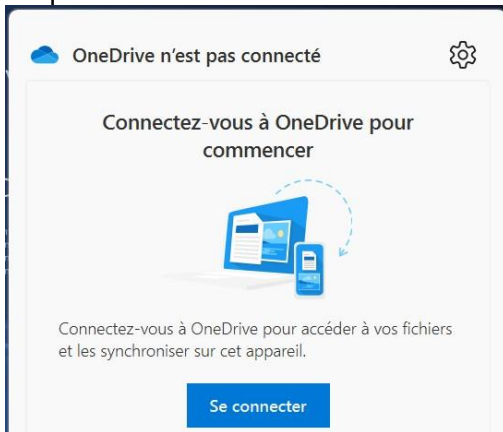 OneDrive n’est pas connecté
Connectez-vous à OneDrive pour
commencer
Connectez-vous à OneDrive pour accéder à vos fichiers
et les synchroniser sur cet appareil.
Se connecter